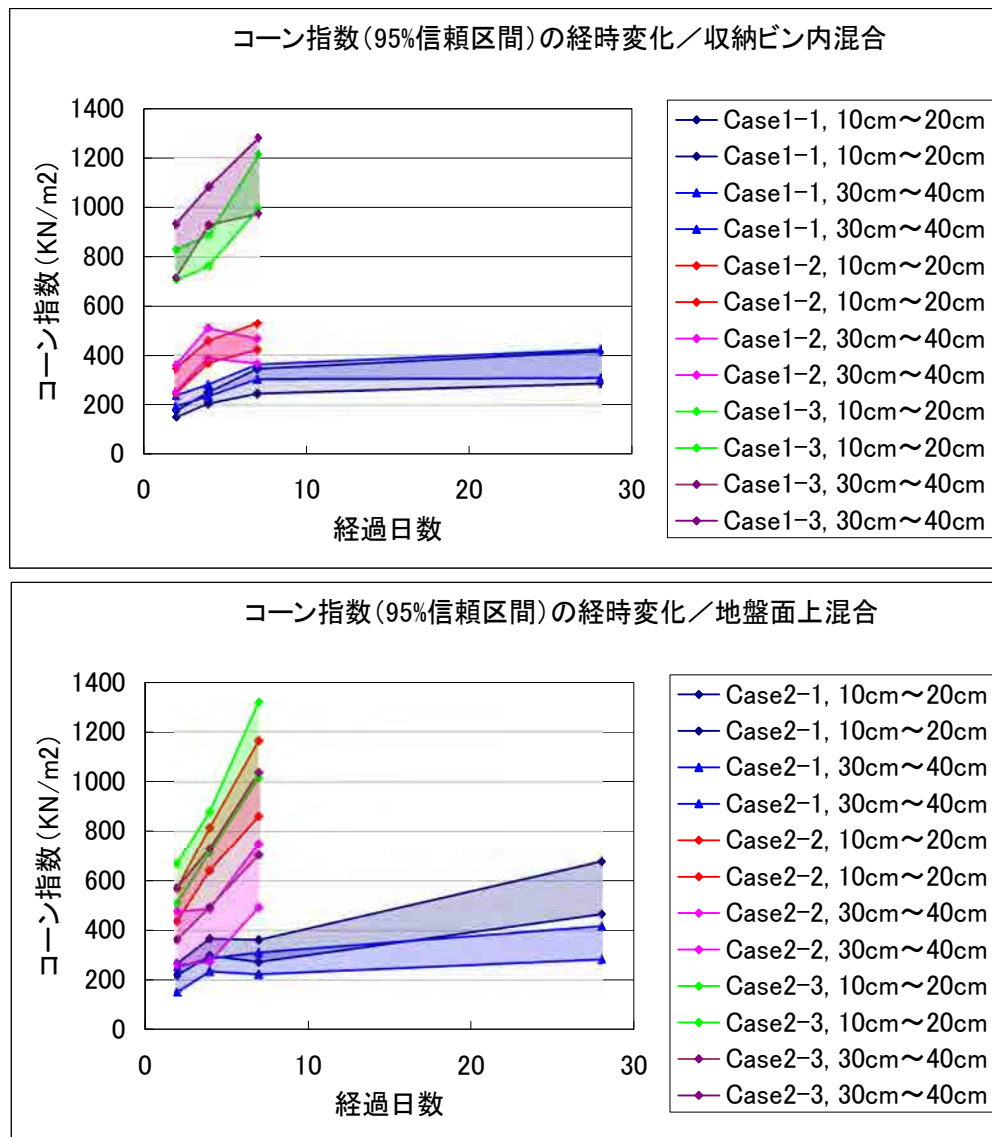 コーン指数(95%信頼区間)の経時変化／収納ビン内混合
コーン指数(KN/m2)
1400
1200
1000
800
600
400
200
0
0
10
20
30
経過日数
Case1-1, 10cm～20cm
Case1-1, 10cm～20cm
Case1-1, 30cm～40cm
Case1-1, 30cm～40cm
Case1-2, 10cm～20cm
Case1-2, 10cm～20cm
Case1-2, 30cm～40cm
Case1-2, 30cm～40cm
Case1-3, 10cm～20cm
Case1-3, 10cm～20cm
Case1-3, 30cm～40cm
Case1-3, 30cm～40cm
コーン指数(95%信頼区間)の経時変化／地盤面上混合
コーン指数(KN/m2)
1400
1200
1000
800
600
400
200
0
0
10
20
30
経過日数
Case2-1, 10cm～20cm
Case2-1, 10cm～20cm
Case2-1, 30cm～40cm
Case2-1, 30cm～40cm
Case2-2, 10cm～20cm
Case2-2, 10cm～20cm
Case2-2, 30cm～40cm
Case2-2, 30cm～40cm
Case2-3, 10cm～20cm
Case2-3, 10cm～20cm
Case2-3, 30cm～40cm
Case2-3, 30cm～40cm